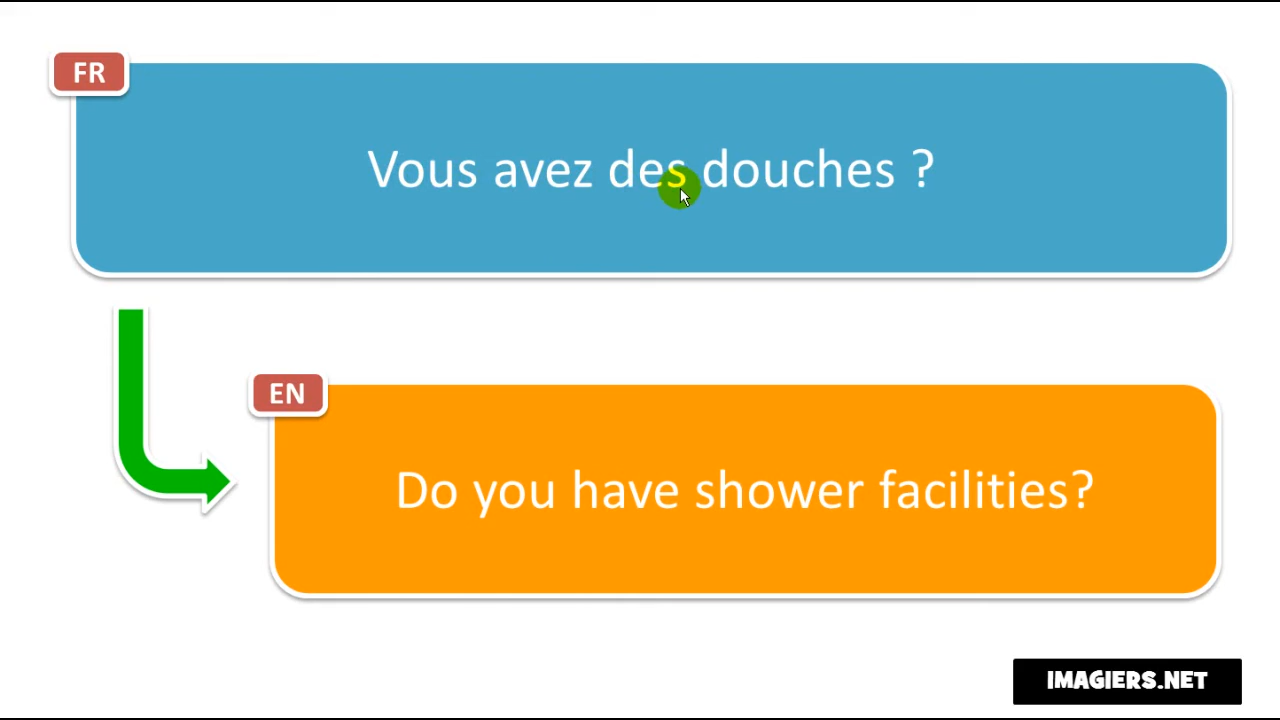 FR
Vous avez des douches ?
EN
Do you have shower facilities?
IMAGIERS.NET